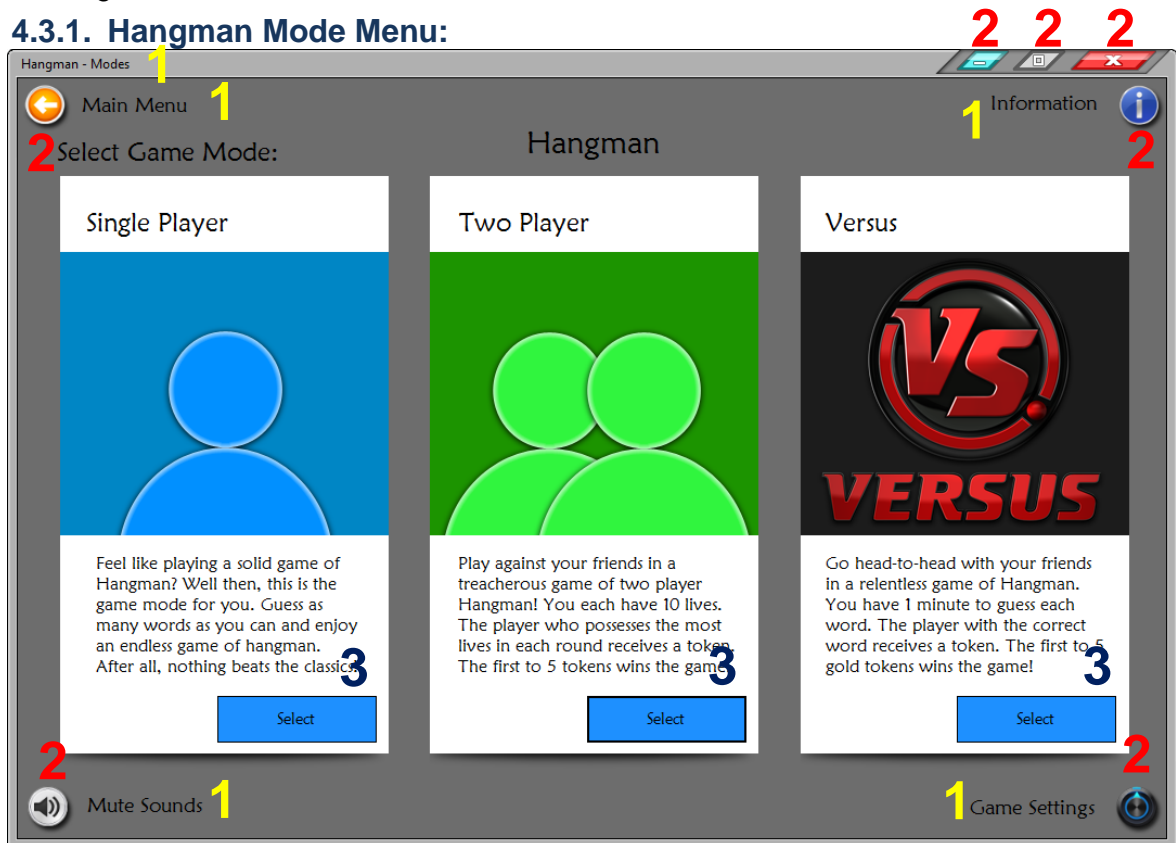 4.3.1. Hangman Mode Menu:
2 2 2
Hangman - Modes 1
Main Menu 1
1 Information
2
2
Select Game Mode:
Hangman
Single Player
Feel like playing a solid game of
Hangman? Well then, this is the
game mode for you. Guess as
many words as you can and enjoy
an endless game of hangman.
After all, nothing beats the classics!
3
Select
Two Player
Play against your friends in a
treacherous game of two player
Hangman! You each have 10 lives.
The player who possesses the most
lives in each round receives a token.
The first to 5 tokens wins the game
3
Select
Versus
VS.
VERSUS
Go head-to-head with your friends
in a relentless game of Hangman.
You have 1 minute to guess each
word. The player with the correct
word receives a token. The first to 5
gold tokens wins the game!
3
Select
2
Mute Sounds 1
2
1 Game Settings